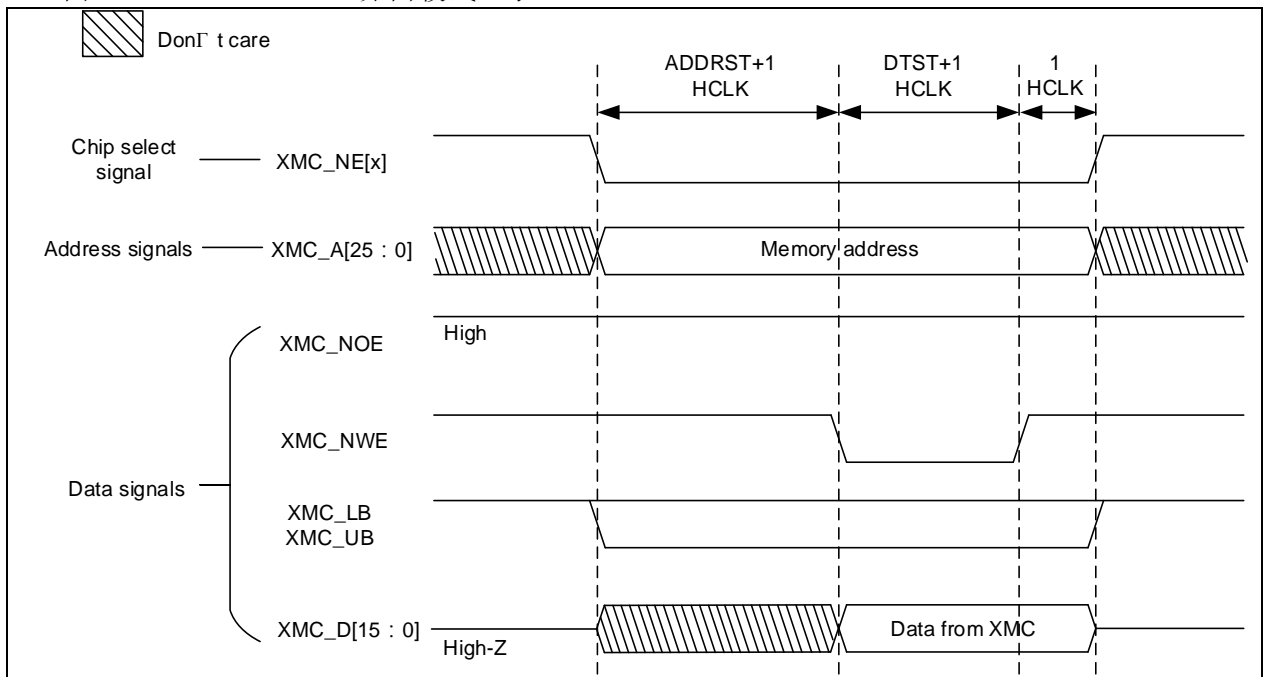 DonΓ t care
ADDRST+1
HCLK
DTST+1
HCLK
1
HCLK
Chip select
signal
XMC_NE[x]
Address signals
XMC_A[25 : 0]
Memory address
XMC_NOE
High
XMC_NWE
Data signals
XMC_LB
XMC_UB
XMC_D[15 : 0]
High-Z
Data from XMC